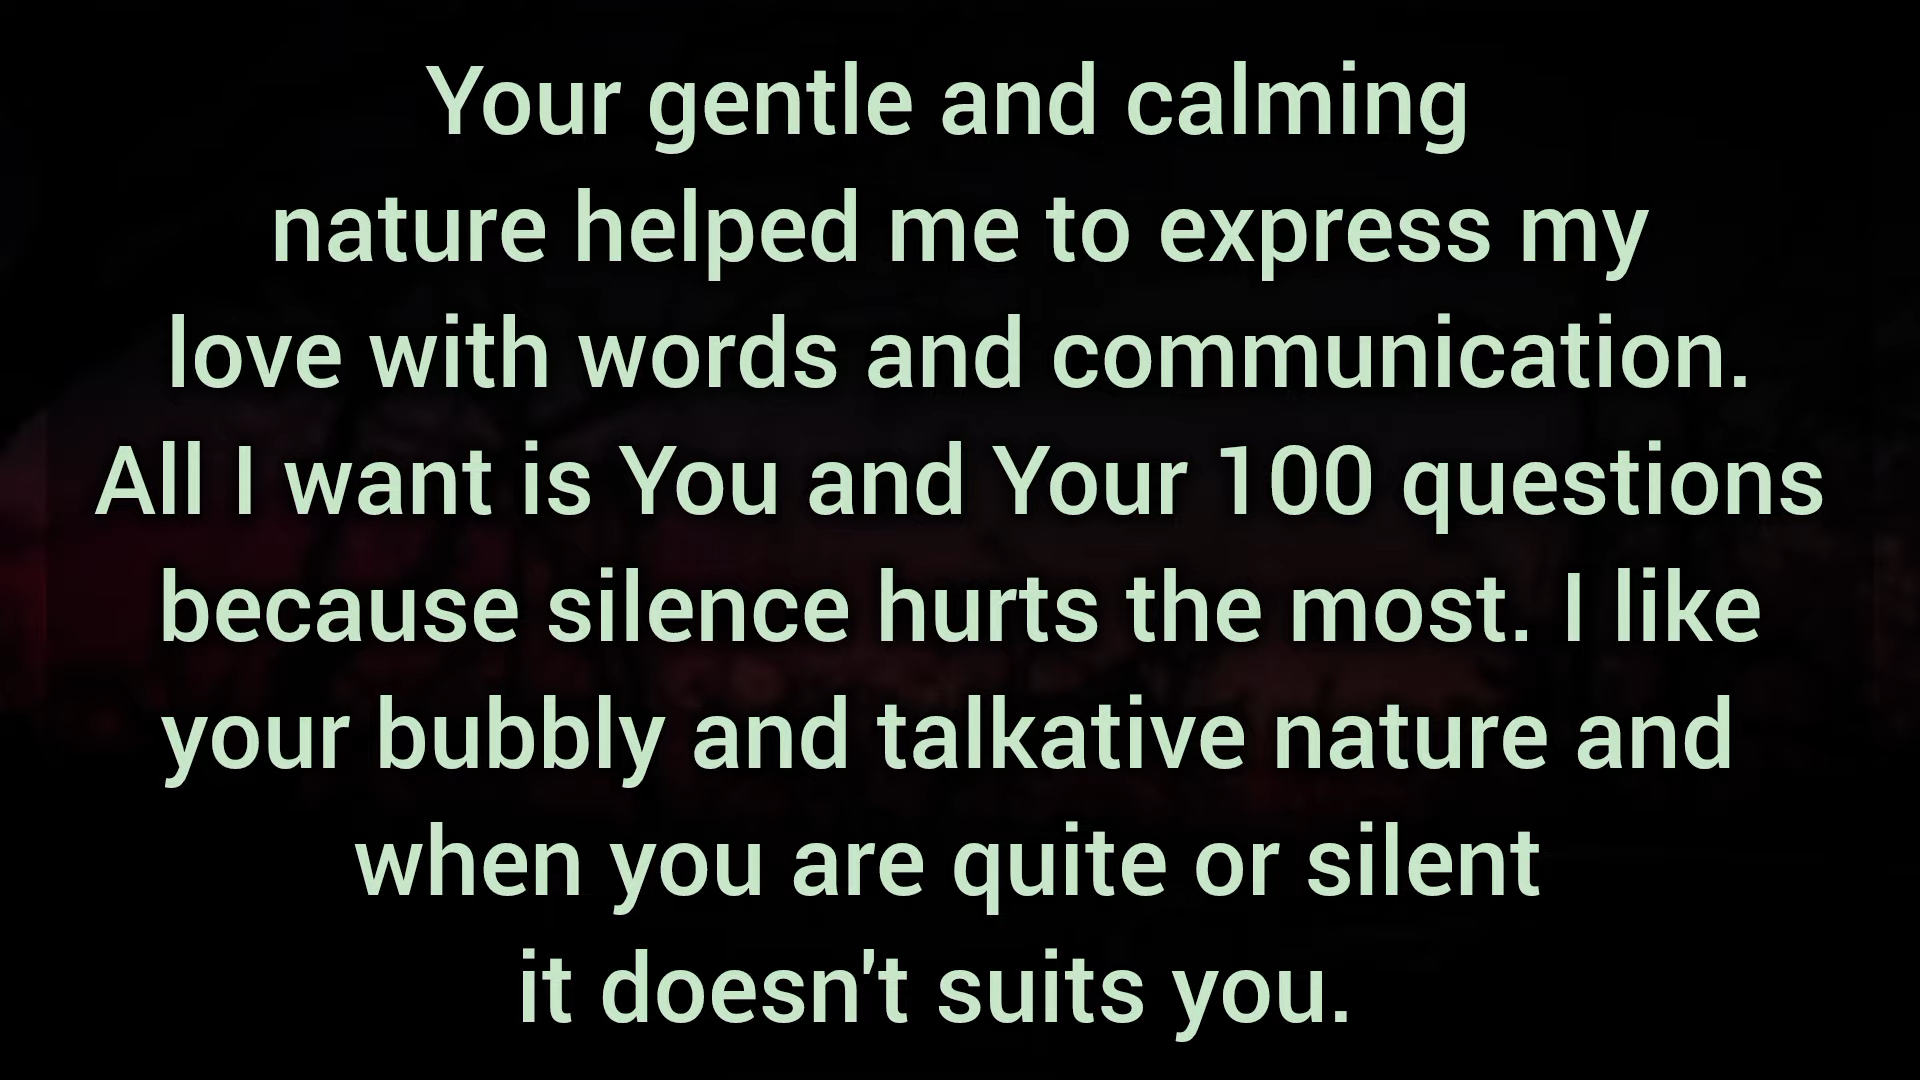 Your gentle and calming
nature helped me to express my
love with words and communication.
All I want is You and Your 100 questions
because silence hurts the most. I like
your bubbly and talkative nature and
when you are quite or silent
it doesn't suits you.